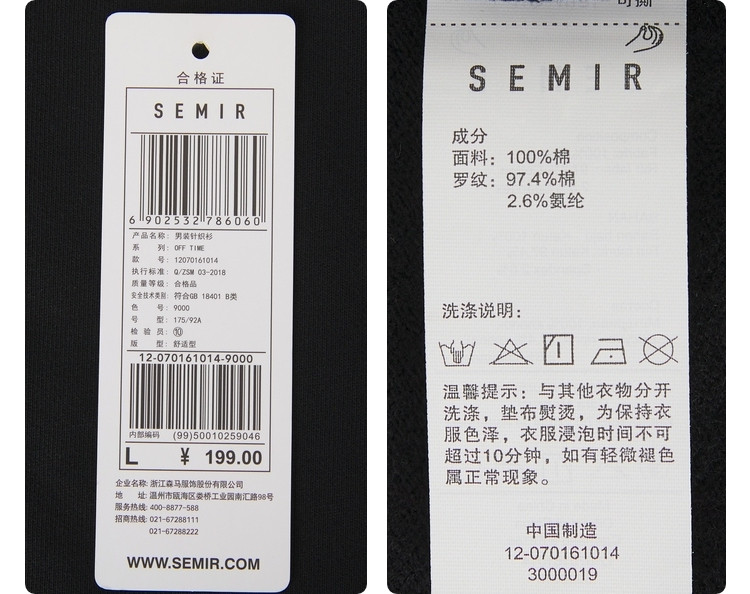 合格证
SEMIR
6 902532 786060
产品名称: 男装针织衫
系 列: OFF TIME
款 号: 12070161014
执行标准: Q/ZSM 03-2018
质量等级: 合格品
安全技术类别: 符合GB 18401 B类
色 号: 9000
号 型: 175/92A
检 验 员: ⑩
版 型: 舒适型
12-070161014-9000
内部编码 (99)50010259046
L ¥ 199.00
企业名称: 浙江森马服饰股份有限公司
地 址: 温州市瓯海区娄桥工业园南汇路98号
服务热线: 400-8877-588
招商热线: 021-67288111
021-67288222
WWW.SEMIR.COM
可撕
SEMIR
成分
面料: 100%棉
罗纹: 97.4%棉
2.6%氨纶
洗涤说明:
温馨提示: 与其他衣物分开
洗涤, 垫布熨烫, 为保持衣
服色泽, 衣服浸泡时间不可
超过10分钟, 如有轻微褪色
属正常现象。
中国制造
12-070161014
3000019